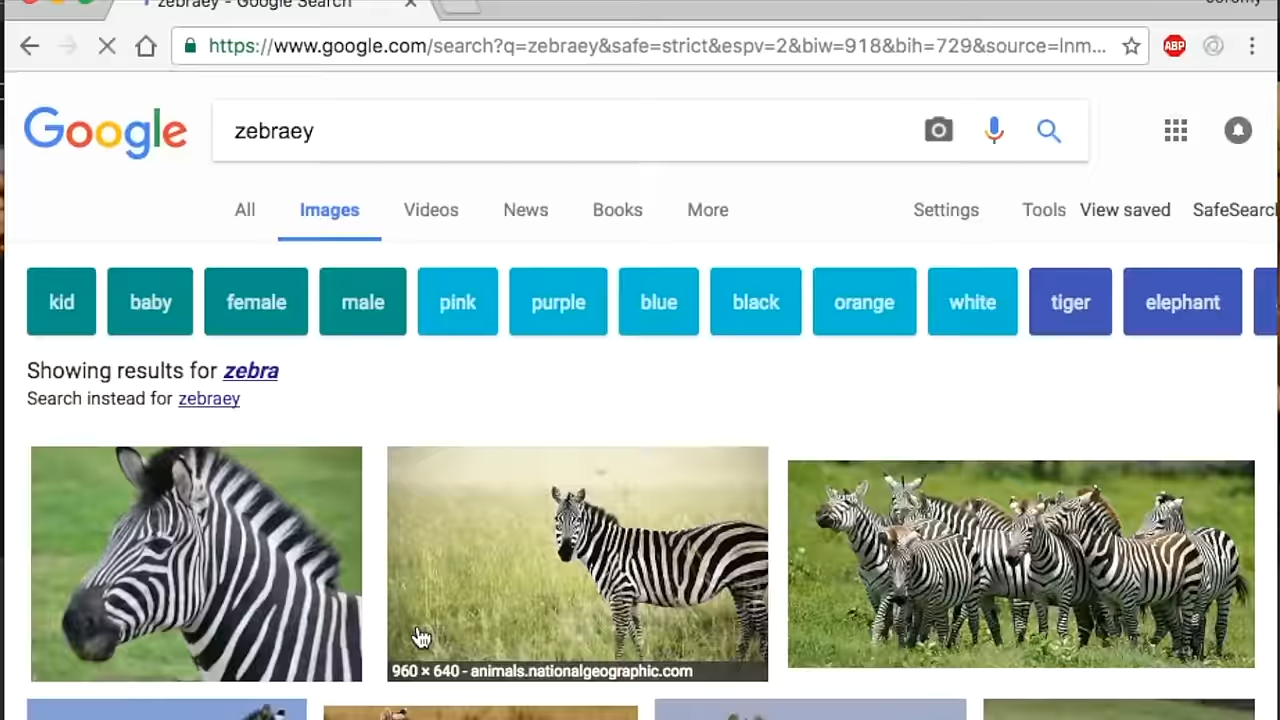 zebraey - Google Search
https://www.google.com/search?q=zebraey&safe=strict&espv=2&biw=918&bih=729&source=lnm...
ABP
Google
zebraey
All Images Videos News Books More Settings Tools View saved
kid baby female male pink purple blue black orange white tiger elephant
Showing results for zebra
Search instead for zebraey
960 × 640 - animals.nationalgeographic.com